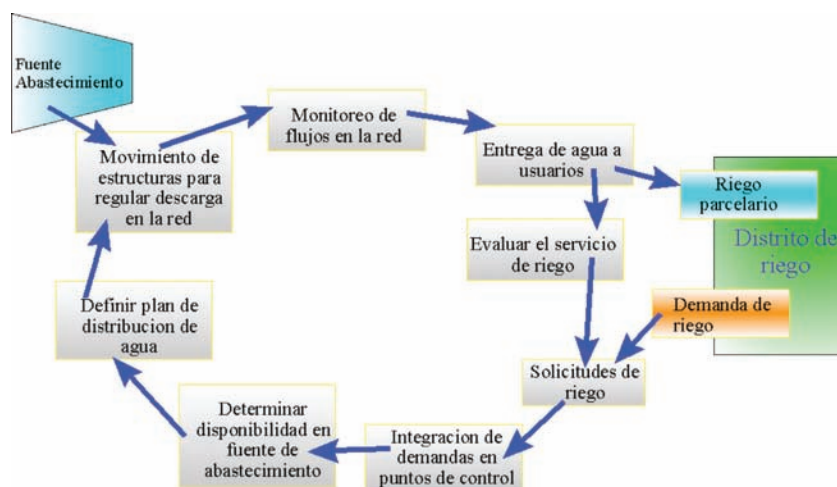 Fuente
Abastecimiento
Movimiento de
estructuras para
regular descarga
en la red
Monitoreo de
flujos en la red
Entrega de agua a
usuarios
Riego
parcelario
Distrito de
riego
Evaluar el servicio
de riego
Demanda de
riego
Solicitudes de
riego
Integracion de
demandas en
puntos de control
Determinar
disponibilidad en
fuente de
abastecimiento
Definir plan de
distribucion de
agua